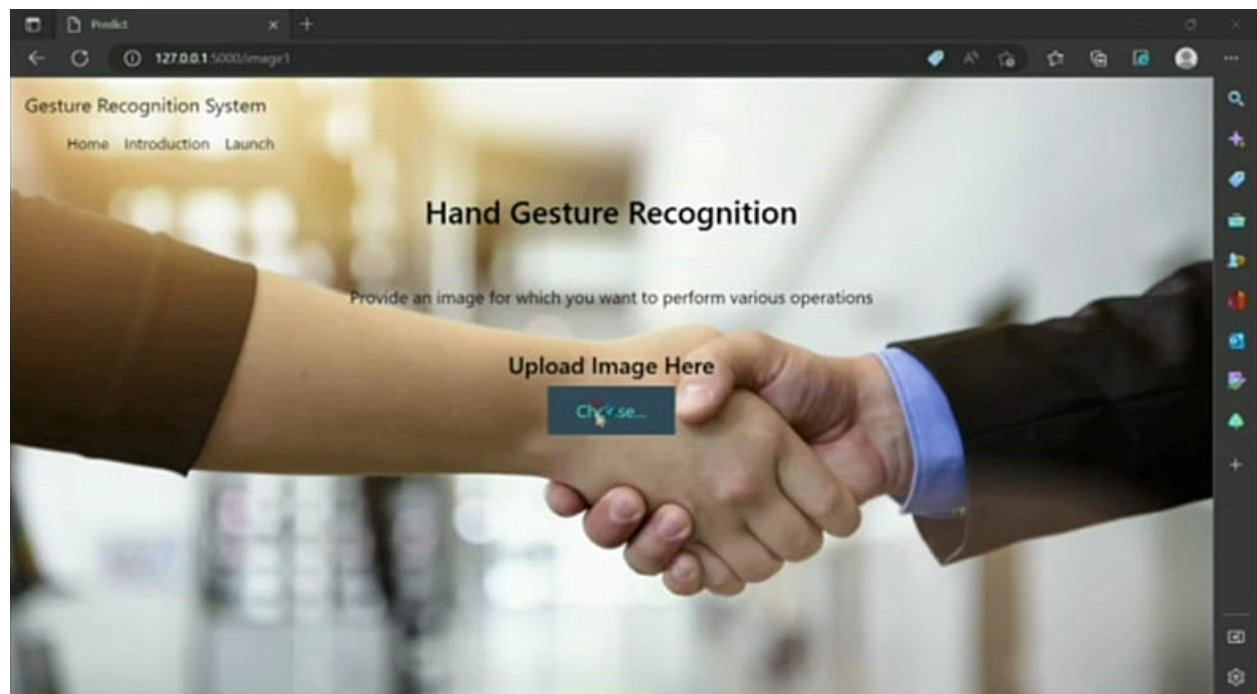 Predict
127.0.0.1:5000/image1
Gesture Recognition System
Home Introduction Launch
Hand Gesture Recognition
Provide an image for which you want to perform various operations
Upload Image Here
Choose...